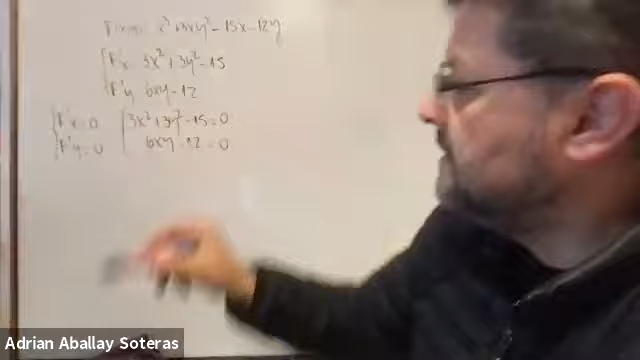 x³+3xy²-15x-12y
F'x 3x²+3y²-15
F'y 6xy-12
F'x=0 3x²+3y²-15=0
F'y=0 6xy-12=0
Adrian Aballay Soteras